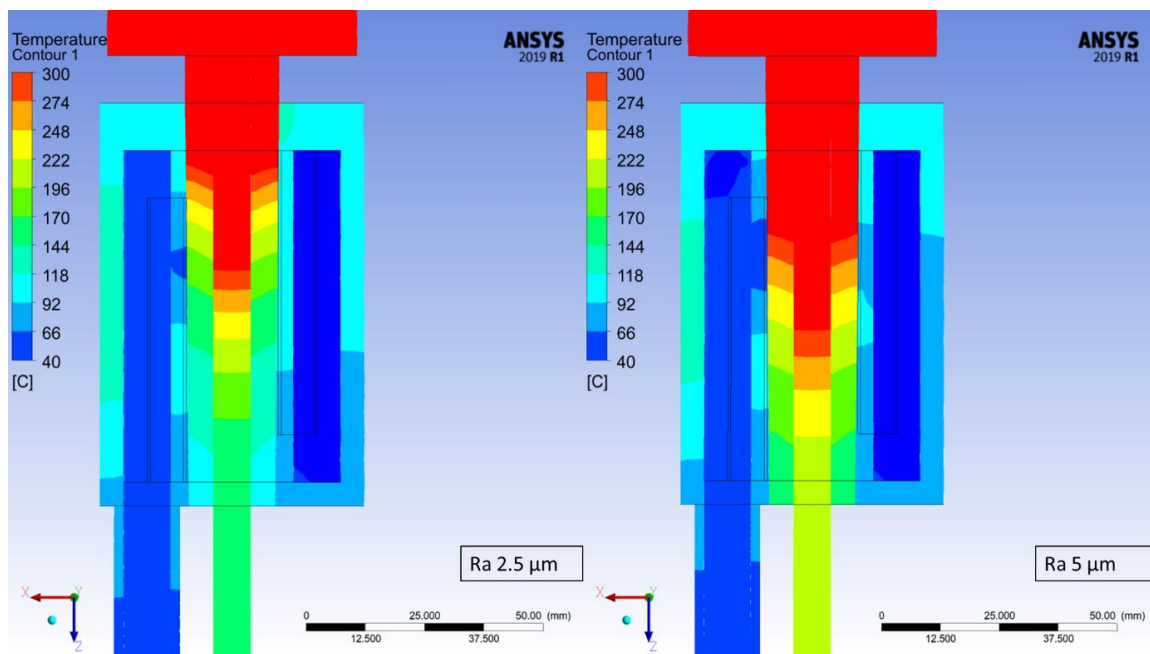 Temperature
Contour 1
300
274
248
222
196
170
144
118
92
66
40
[C]
ANSYS
2019 R1
Ra 2.5 µm
X
Y
Z
0
25.000
50.00 (mm)
12.500
37.500
Temperature
Contour 1
300
274
248
222
196
170
144
118
92
66
40
[C]
ANSYS
2019 R1
Ra 5 µm
X
Y
Z
0
25.000
50.00 (mm)
12.500
37.500